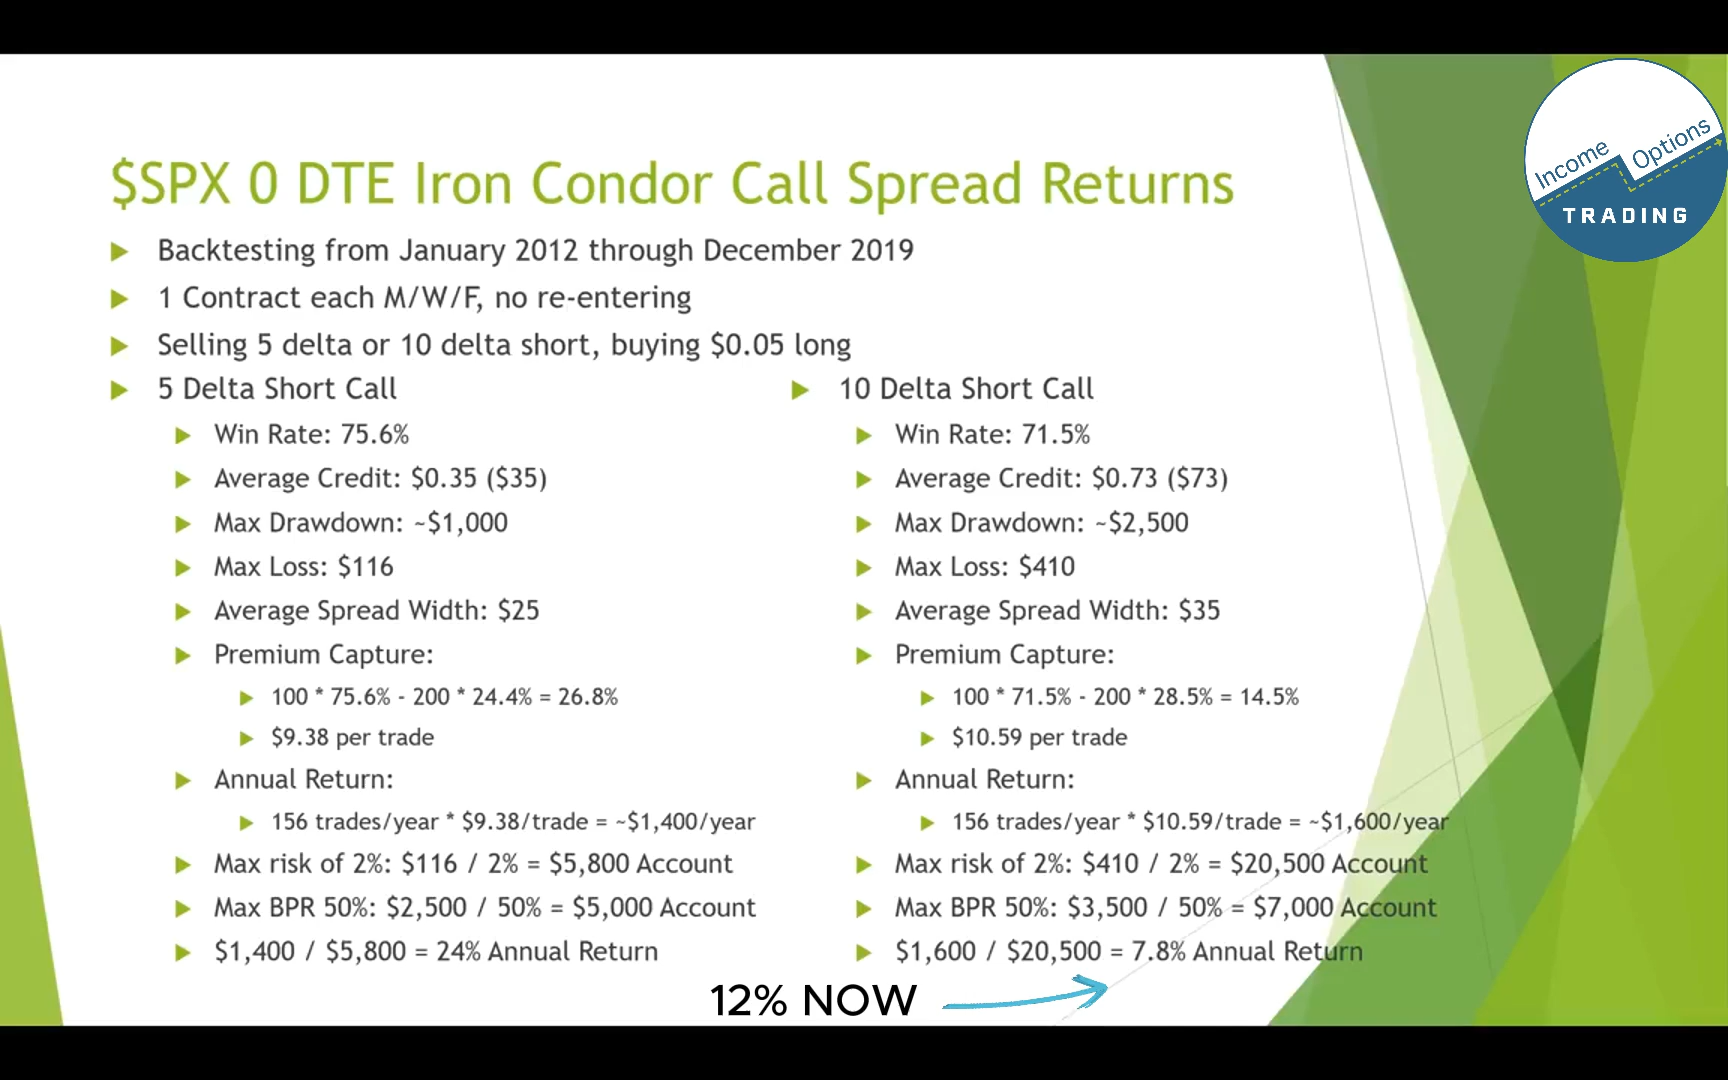 Income Options
TRADING
$SPX 0 DTE Iron Condor Call Spread Returns
Backtesting from January 2012 through December 2019
1 Contract each M/W/F, no re-entering
Selling 5 delta or 10 delta short, buying $0.05 long
5 Delta Short Call
Win Rate: 75.6%
Average Credit: $0.35 ($35)
Max Drawdown: ~$1,000
Max Loss: $116
Average Spread Width: $25
Premium Capture:
100 * 75.6% - 200 * 24.4% = 26.8%
$9.38 per trade
Annual Return:
156 trades/year * $9.38/trade = ~$1,400/year
Max risk of 2%: $116 / 2% = $5,800 Account
Max BPR 50%: $2,500 / 50% = $5,000 Account
$1,400 / $5,800 = 24% Annual Return
10 Delta Short Call
Win Rate: 71.5%
Average Credit: $0.73 ($73)
Max Drawdown: ~$2,500
Max Loss: $410
Average Spread Width: $35
Premium Capture:
100 * 71.5% - 200 * 28.5% = 14.5%
$10.59 per trade
Annual Return:
156 trades/year * $10.59/trade = ~$1,600/year
Max risk of 2%: $410 / 2% = $20,500 Account
Max BPR 50%: $3,500 / 50% = $7,000 Account
$1,600 / $20,500 = 7.8% Annual Return
12% NOW